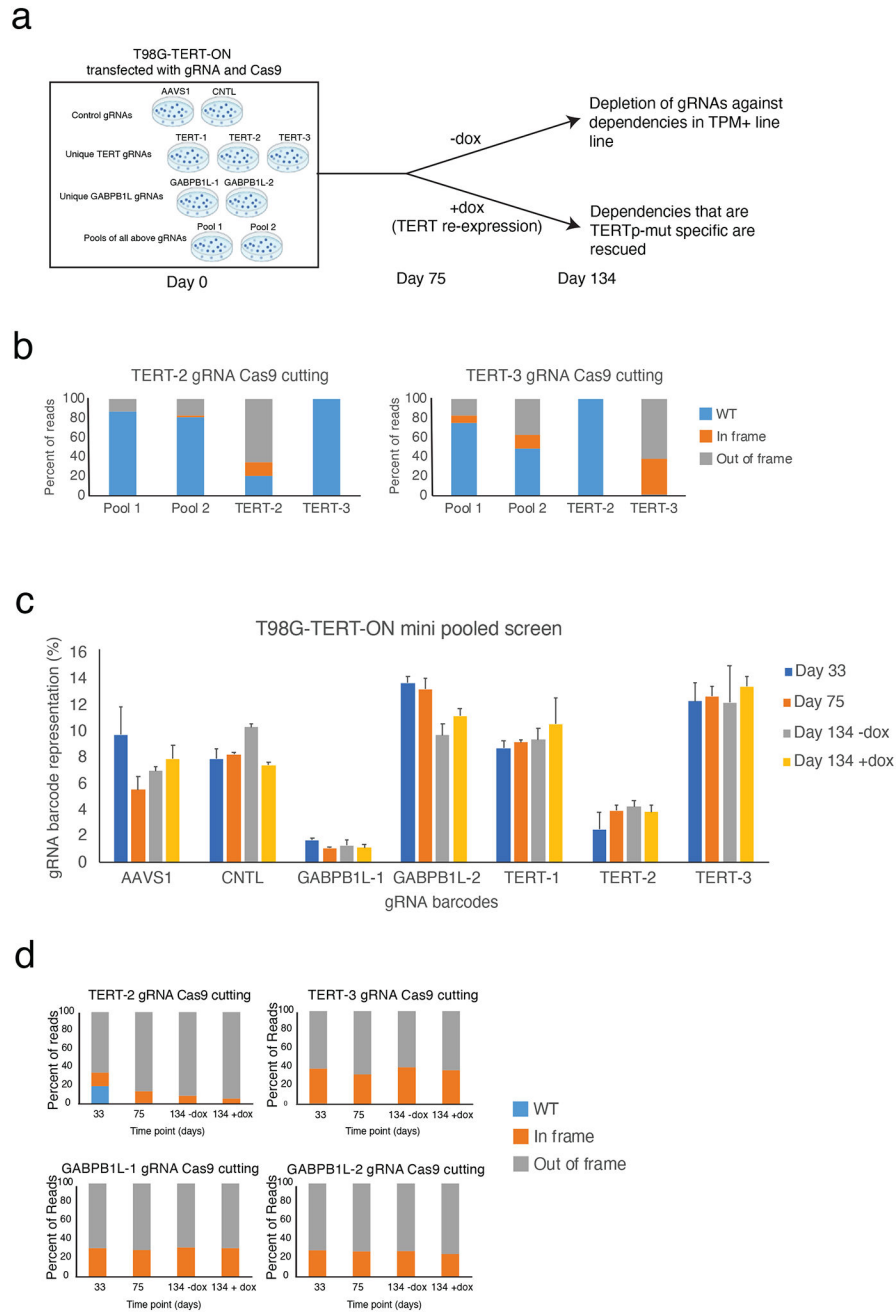 a
T98G-TERT-ON
transfected with gRNA and Cas9
AAVS1 CNTL
Control gRNAs
TERT-1 TERT-2 TERT-3
Unique TERT gRNAs
GABPB1L-1 GABPB1L-2
Unique GABPB1L gRNAs
Pool 1 Pool 2
Pools of all above gRNAs
-dox
+dox
(TERT re-expression)
Depletion of gRNAs against
dependencies in TPM+ line
line
Dependencies that are
TERTp-mut specific are
rescued
Day 0
Day 75
Day 134
b
TERT-2 gRNA Cas9 cutting
Percent of reads
100
80
60
40
20
0
Pool 1 Pool 2 TERT-2 TERT-3
TERT-3 gRNA Cas9 cutting
Percent of reads
100
80
60
40
20
0
Pool 1 Pool 2 TERT-2 TERT-3
WT
In frame
Out of frame
c
T98G-TERT-ON mini pooled screen
gRNA barcode representation (%)
16
14
12
10
8
6
4
2
0
AAVS1 CNTL GABPB1L-1 GABPB1L-2 TERT-1 TERT-2 TERT-3
gRNA barcodes
Day 33
Day 75
Day 134 -dox
Day 134 +dox
d
TERT-2 gRNA Cas9 cutting
Percent of reads
100
80
60
40
20
0
33 75 134 -dox 134 +dox
Time point (days)
TERT-3 gRNA Cas9 cutting
Percent of Reads
100
80
60
40
20
0
33 75 134 -dox 134 +dox
Time point (days)
GABPB1L-1 gRNA Cas9 cutting
Percent of Reads
100
80
60
40
20
0
33 75 134 -dox 134 + dox
Time point (days)
GABPB1L-2 gRNA Cas9 cutting
Percent of Reads
100
80
60
40
20
0
33 75 134 -dox 134 +dox
Time point (days)
WT
In frame
Out of frame